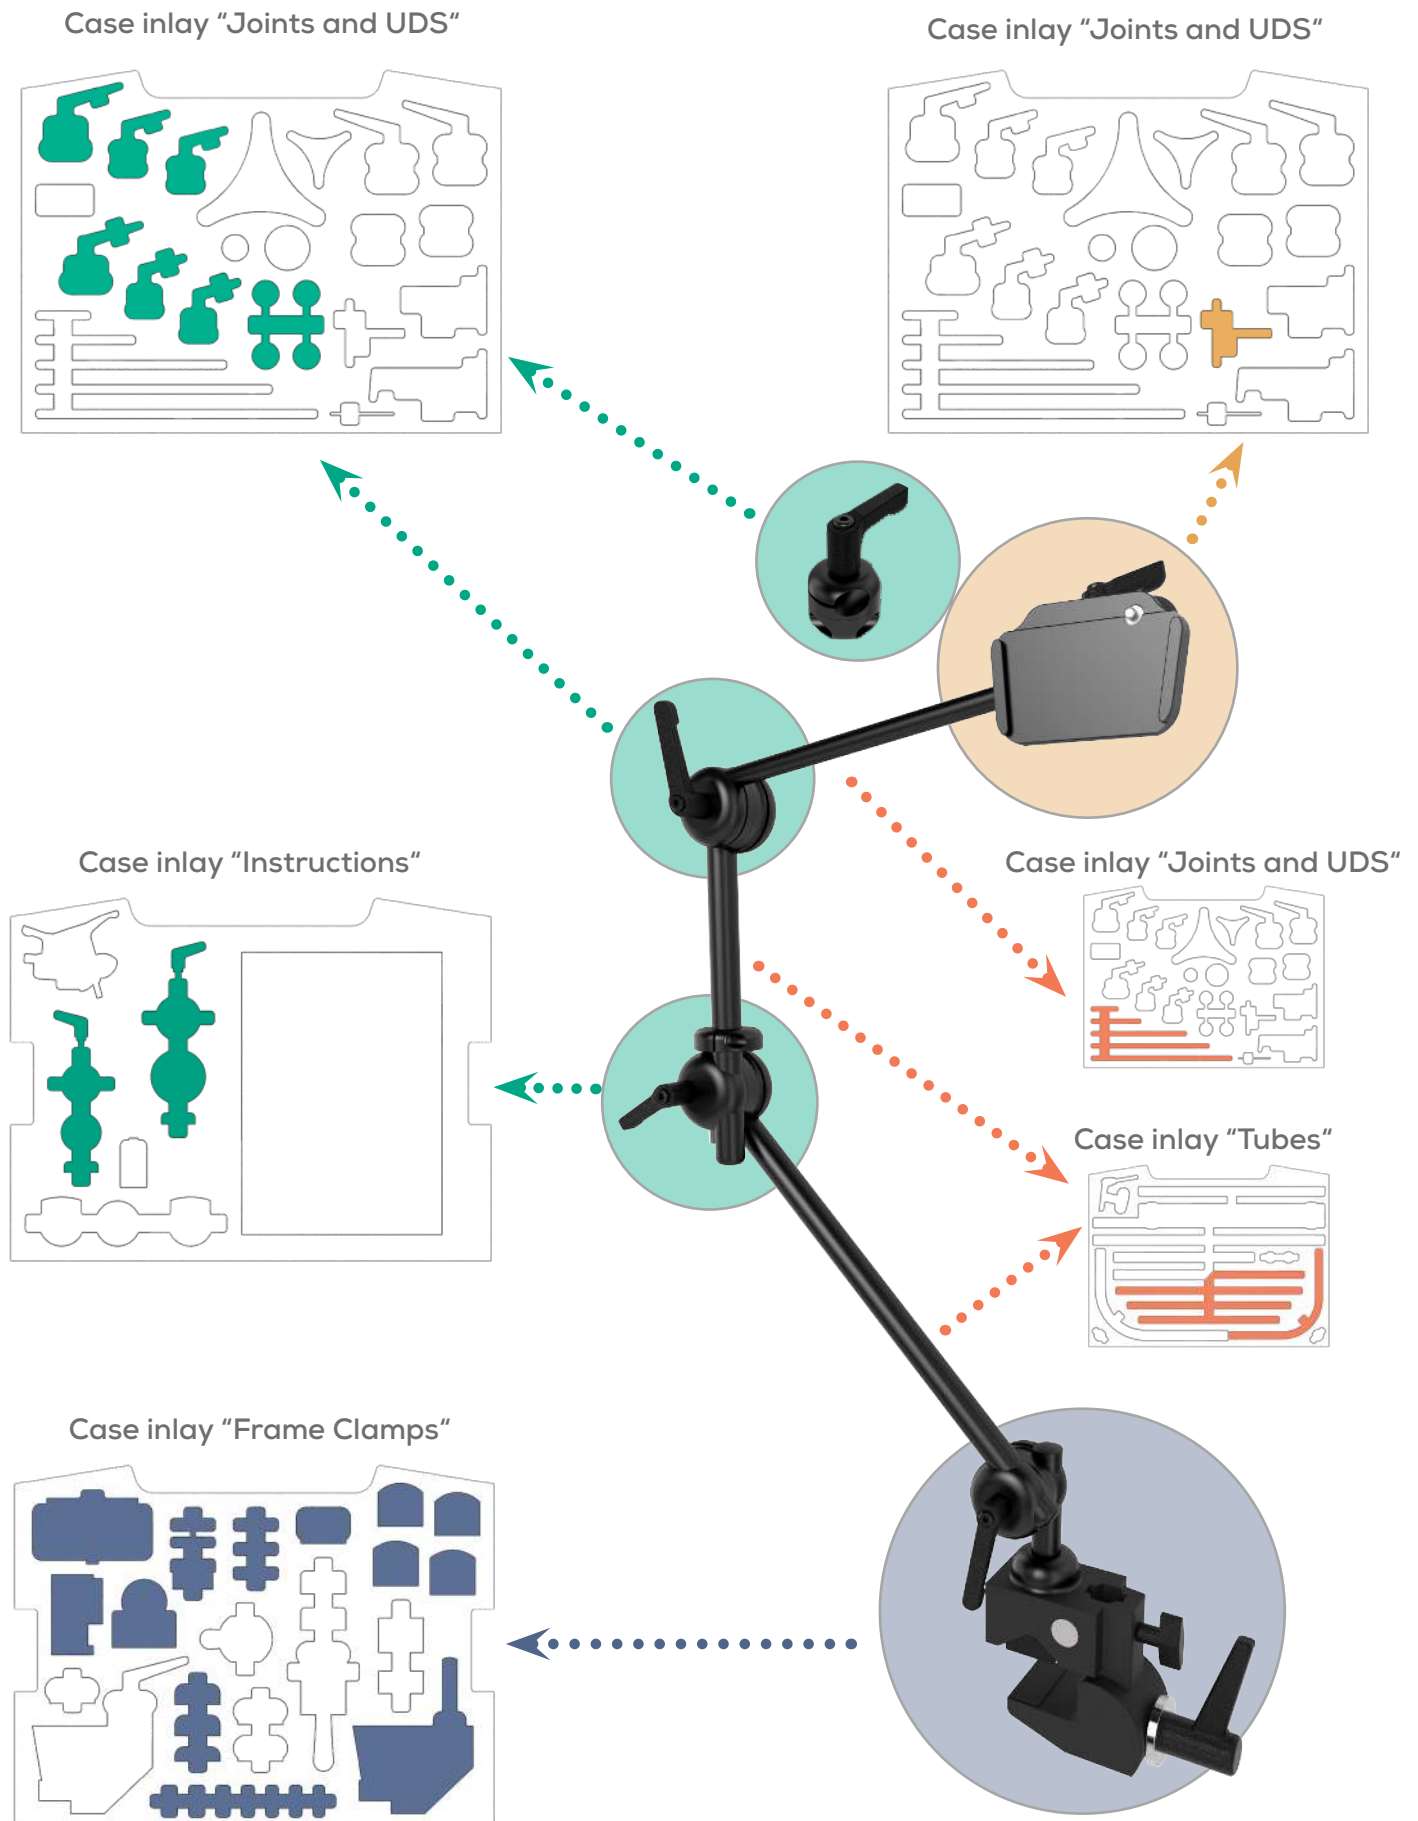 Case inlay “Joints and UDS“
Case inlay “Joints and UDS“
Case inlay “Instructions“
Case inlay “Joints and UDS“
Case inlay “Tubes“
Case inlay “Frame Clamps“